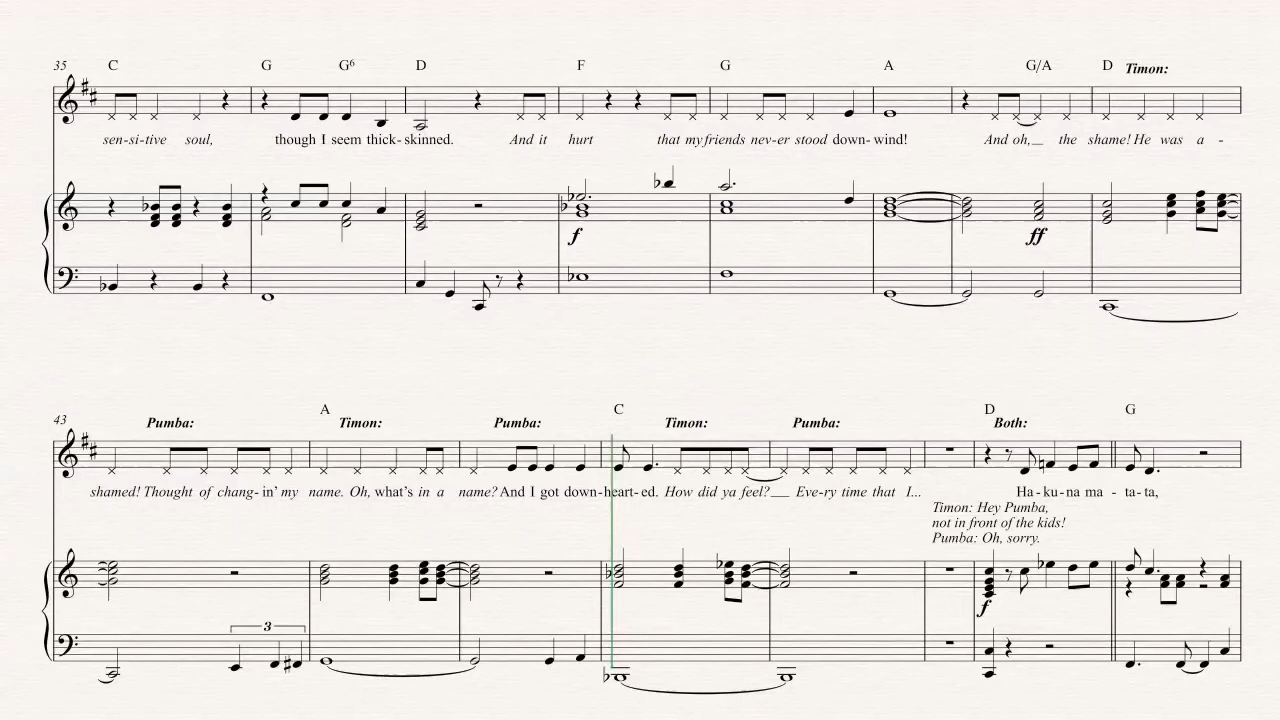 35 C G G6 D F G A G/A D Timon:
sen-si-tive soul, though I seem thick-skinned. And it hurt that my friends nev-er stood down-wind! And oh, the shame! He was a -
f ff
43 Pumba: A Timon: Pumba: C Timon: Pumba: D Both: G
shamed! Thought of chang-in' my name. Oh, what's in a name? And I got down-heart-ed. How did ya feel? Eve-ry time that I... Ha-ku-na ma - ta-ta,
Timon: Hey Pumba,
not in front of the kids!
Pumba: Oh, sorry.
f
3